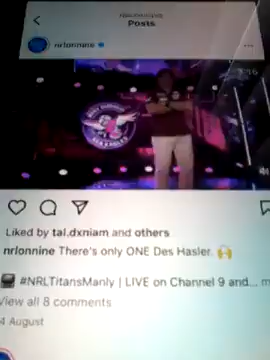 Posts
nrlonnine
Liked by tal.dxniam and others
nrlonnine There's only ONE Des Hasler. 🙌
#NRLTitansManly | LIVE on Channel 9 and... m
View all 8 comments
4 August